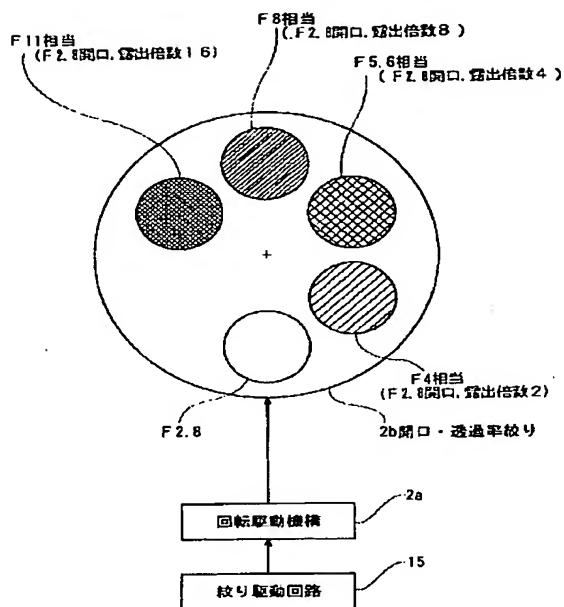 F8相当
(.F2.8開口.露出倍数8)
F11相当
(F2.8開口.露出倍数16)
F5.6相当
(F2.8開口.露出倍数4)
F4相当
(F2.8開口.露出倍数2)
F2.8
2b開口・透過率絞り
2a
回転駆動機構
15
絞り駆動回路